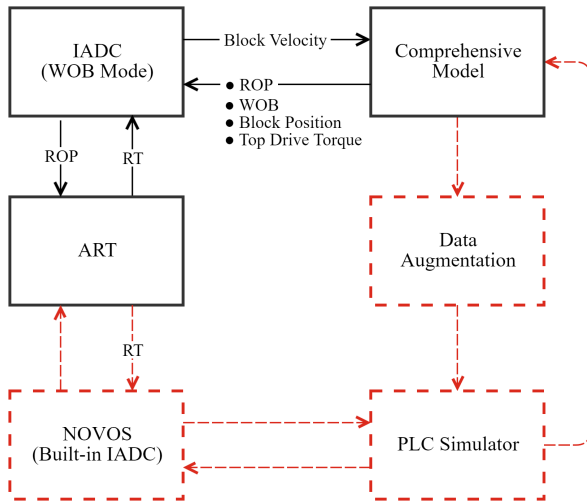 IADC
(WOB Mode)
Block Velocity
Comprehensive
Model
● ROP
● WOB
● Block Position
● Top Drive Torque
ROP
RT
ART
Data
Augmentation
RT
NOVOS
(Built-in IADC)
PLC Simulator